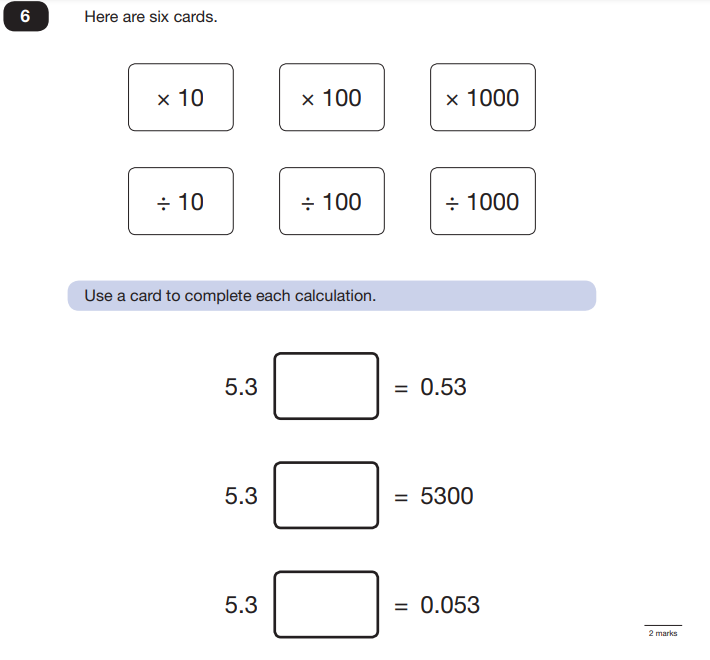 6 Here are six cards.
× 10 × 100 × 1000
÷ 10 ÷ 100 ÷ 1000
Use a card to complete each calculation.
5.3 = 0.53
5.3 = 5300
5.3 = 0.053
2 marks